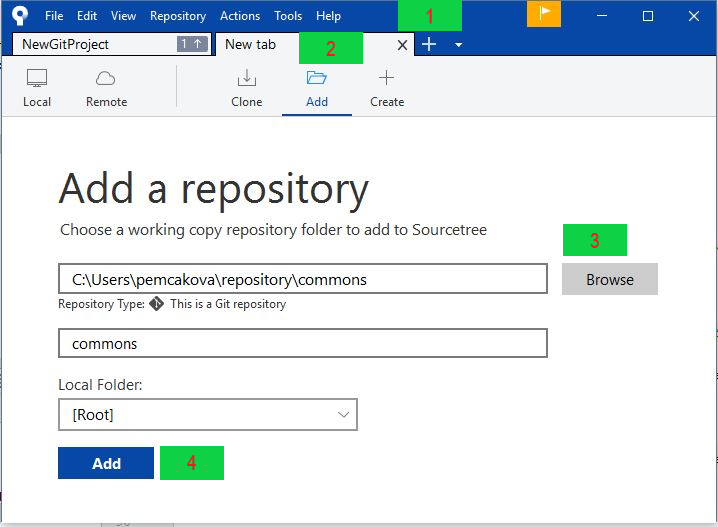 File Edit View Repository Actions Tools Help 1
NewGitProject 1↑ New tab 2
Local Remote Clone Add Create
Add a repository
Choose a working copy repository folder to add to Sourcetree
3
C:\Users\pemcakova\repository\commons Browse
Repository Type: This is a Git repository
commons
Local Folder:
[Root]
Add 4